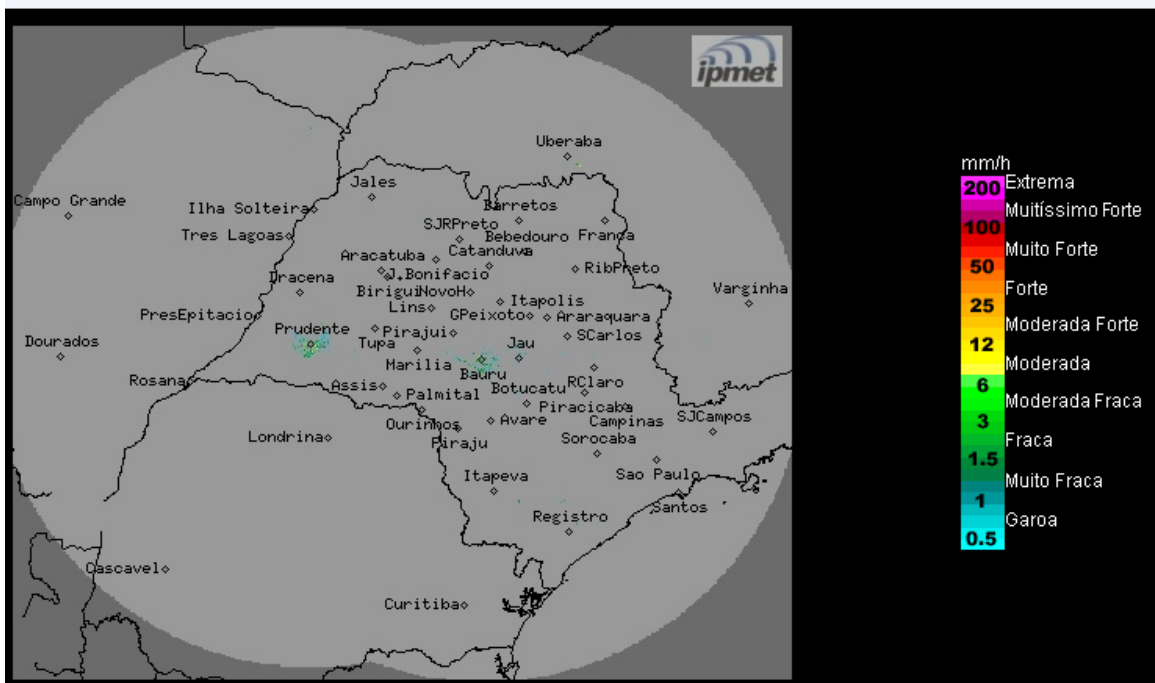 ipmet
Uberaba
Jales
Campo Grande
Ilha Solteira
Barretos
SJRPreto
Tres Lagoas
Bebedouro
Franca
Aracatuba
Catanduva
Dracena
J.Bonifacio
RibPreto
Birigui
NovoH
Itapolis
Varginha
Lins
PresEpitacio
GPeixoto
Araraquara
Prudente
Pirajui
SCarlos
Dourados
Tupa
Jau
Marilia
Bauru
Rosana
Assis
Botucatu
RClaro
Palmital
Piracicaba
SJCampos
Ourinhos
Avare
Campinas
Londrina
Piraju
Sorocaba
Itapeva
Sao Paulo
Santos
Registro
Cascavel
Curitiba
mm/h
200 Extrema
Muitíssimo Forte
100
Muito Forte
50
Forte
25
Moderada Forte
12
Moderada
6
Moderada Fraca
3
Fraca
1.5
Muito Fraca
1
Garoa
0.5